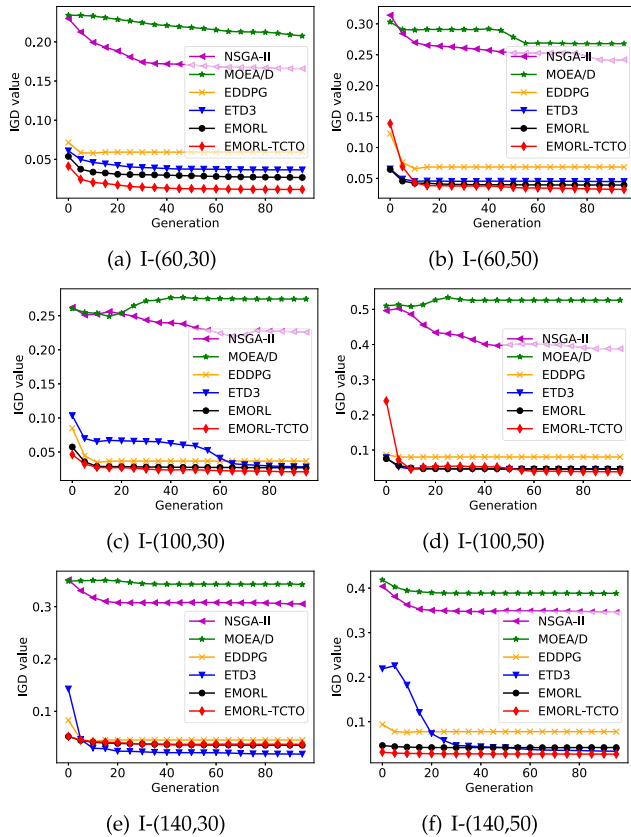 0.20
0.15
0.10
0.05
IGD value
NSGA-II
MOEA/D
EDDPG
ETD3
EMORL
EMORL-TCTO
0 20 40 60 80
Generation
(a) I-(60,30)
0.30
0.25
0.20
0.15
0.10
0.05
IGD value
NSGA-II
MOEA/D
EDDPG
ETD3
EMORL
EMORL-TCTO
0 20 40 60 80
Generation
(b) I-(60,50)
0.25
0.20
0.15
0.10
0.05
IGD value
NSGA-II
MOEA/D
EDDPG
ETD3
EMORL
EMORL-TCTO
0 20 40 60 80
Generation
(c) I-(100,30)
0.5
0.4
0.3
0.2
0.1
IGD value
NSGA-II
MOEA/D
EDDPG
ETD3
EMORL
EMORL-TCTO
0 20 40 60 80
Generation
(d) I-(100,50)
0.3
0.2
0.1
IGD value
NSGA-II
MOEA/D
EDDPG
ETD3
EMORL
EMORL-TCTO
0 20 40 60 80
Generation
(e) I-(140,30)
0.4
0.3
0.2
0.1
IGD value
NSGA-II
MOEA/D
EDDPG
ETD3
EMORL
EMORL-TCTO
0 20 40 60 80
Generation
(f) I-(140,50)